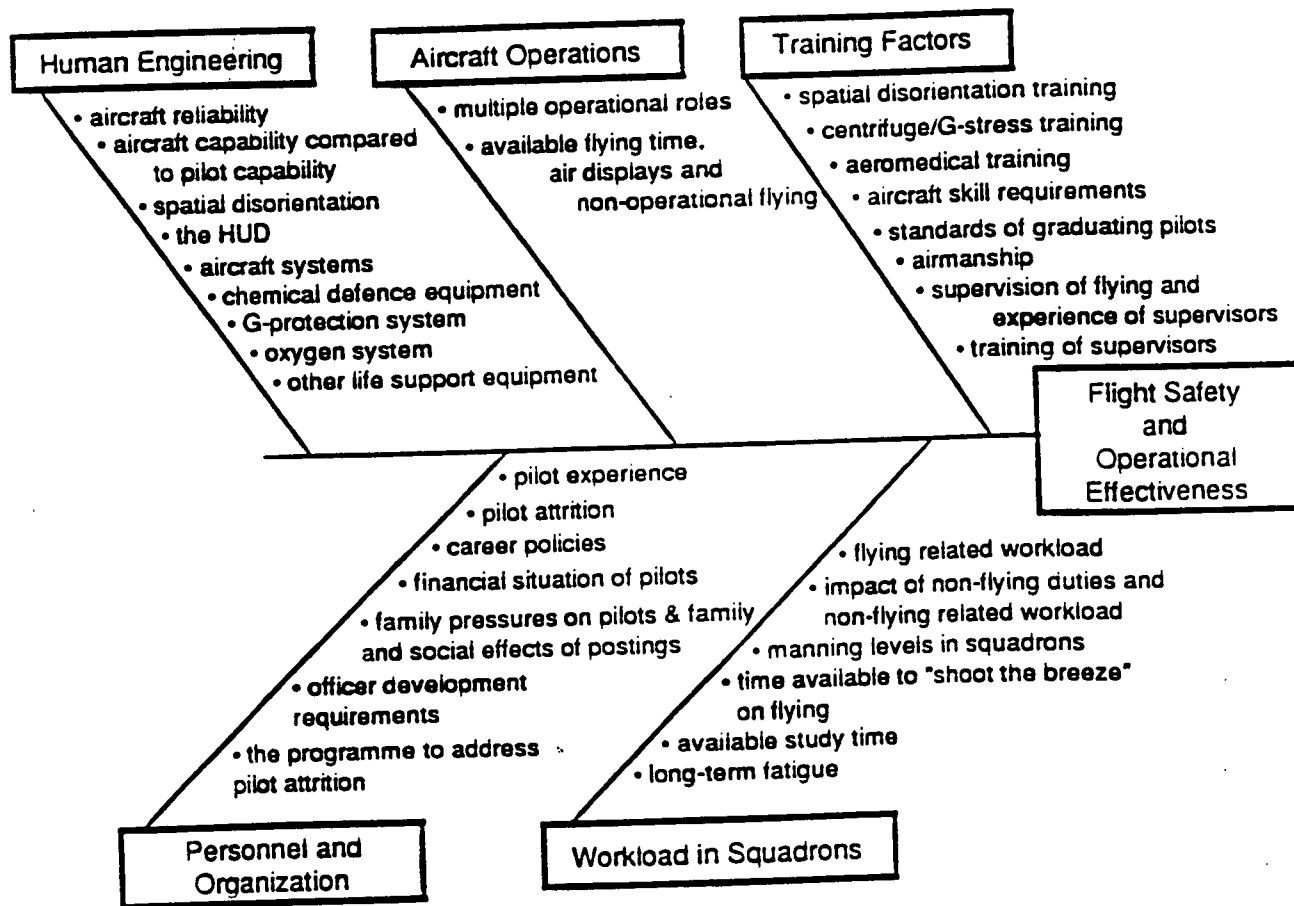 Human Engineering
• aircraft reliability
• aircraft capability compared
to pilot capability
• spatial disorientation
• the HUD
• aircraft systems
• chemical defence equipment
• G-protection system
• oxygen system
• other life support equipment
Aircraft Operations
• multiple operational roles
• available flying time.
air displays and
non-operational flying
Training Factors
• spatial disorientation training
• centrifuge/G-stress training
• aeromedical training
• aircraft skill requirements
• standards of graduating pilots
• airmanship
• supervision of flying and
experience of supervisors
• training of supervisors
Flight Safety
and
Operational
Effectiveness
• pilot experience
• pilot attrition
• career policies
• financial situation of pilots
• family pressures on pilots & family
and social effects of postings
• officer development
requirements
• the programme to address
pilot attrition
Personnel and
Organization
• flying related workload
• impact of non-flying duties and
non-flying related workload
• manning levels in squadrons
• time available to "shoot the breeze"
on flying
• available study time
• long-term fatigue
Workload in Squadrons